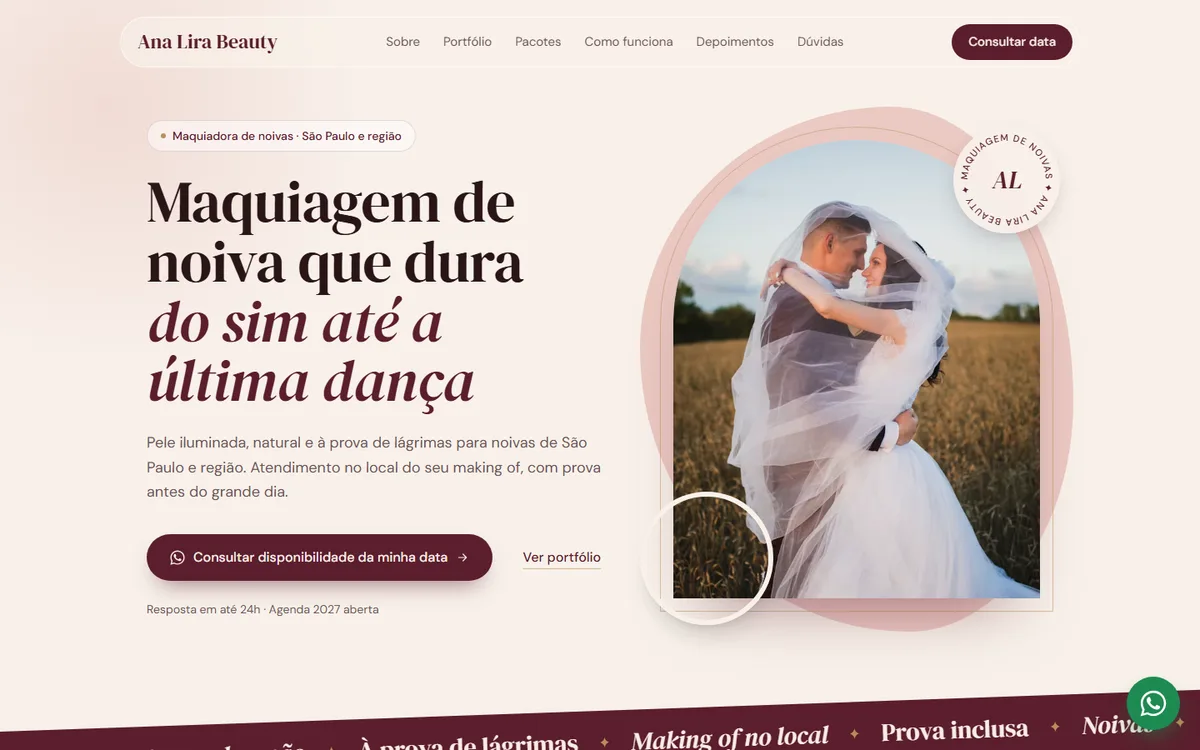 Ana Lira Beauty
Sobre
Portfólio
Pacotes
Como funciona
Depoimentos
Dúvidas
Consultar data
Maquiadora de noivas · São Paulo e região
Maquiagem de
noiva que dura
do sim até a
última dança
Pele iluminada, natural e à prova de lágrimas para noivas de São
Paulo e região. Atendimento no local do seu making of, com prova
antes do grande dia.
Consultar disponibilidade da minha data →
Ver portfólio
Resposta em até 24h · Agenda 2027 aberta
MAQUIAGEM DE NOIVAS ✦ ANA LIRA BEAUTY ✦
AL
À prova de lágrimas ✦ Making of no local ✦ Prova inclusa ✦